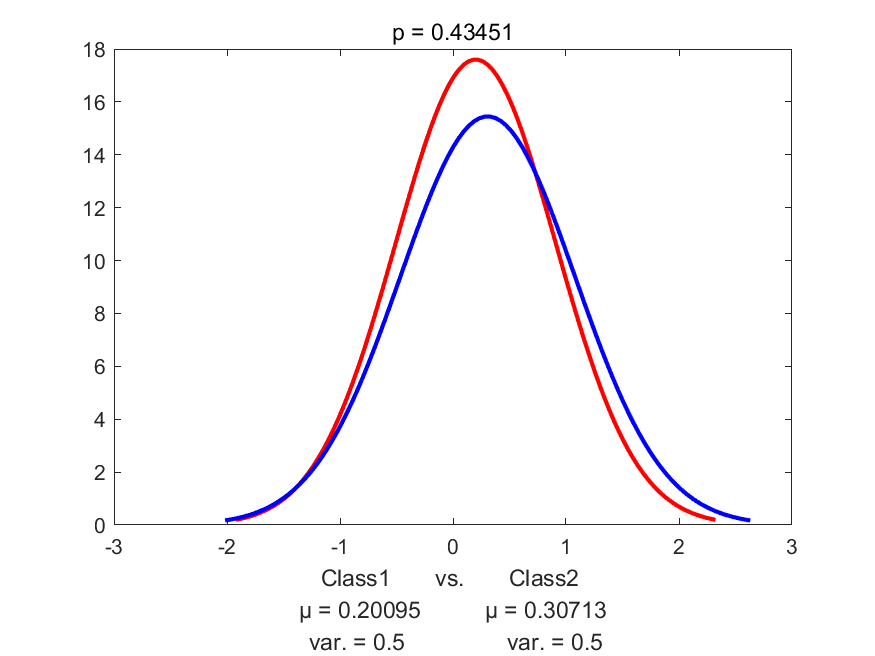 p = 0.43451
18
16
14
12
10
8
6
4
2
0
-3 -2 -1 0 1 2 3
Class1 vs. Class2
μ = 0.20095 μ = 0.30713
var. = 0.5 var. = 0.5